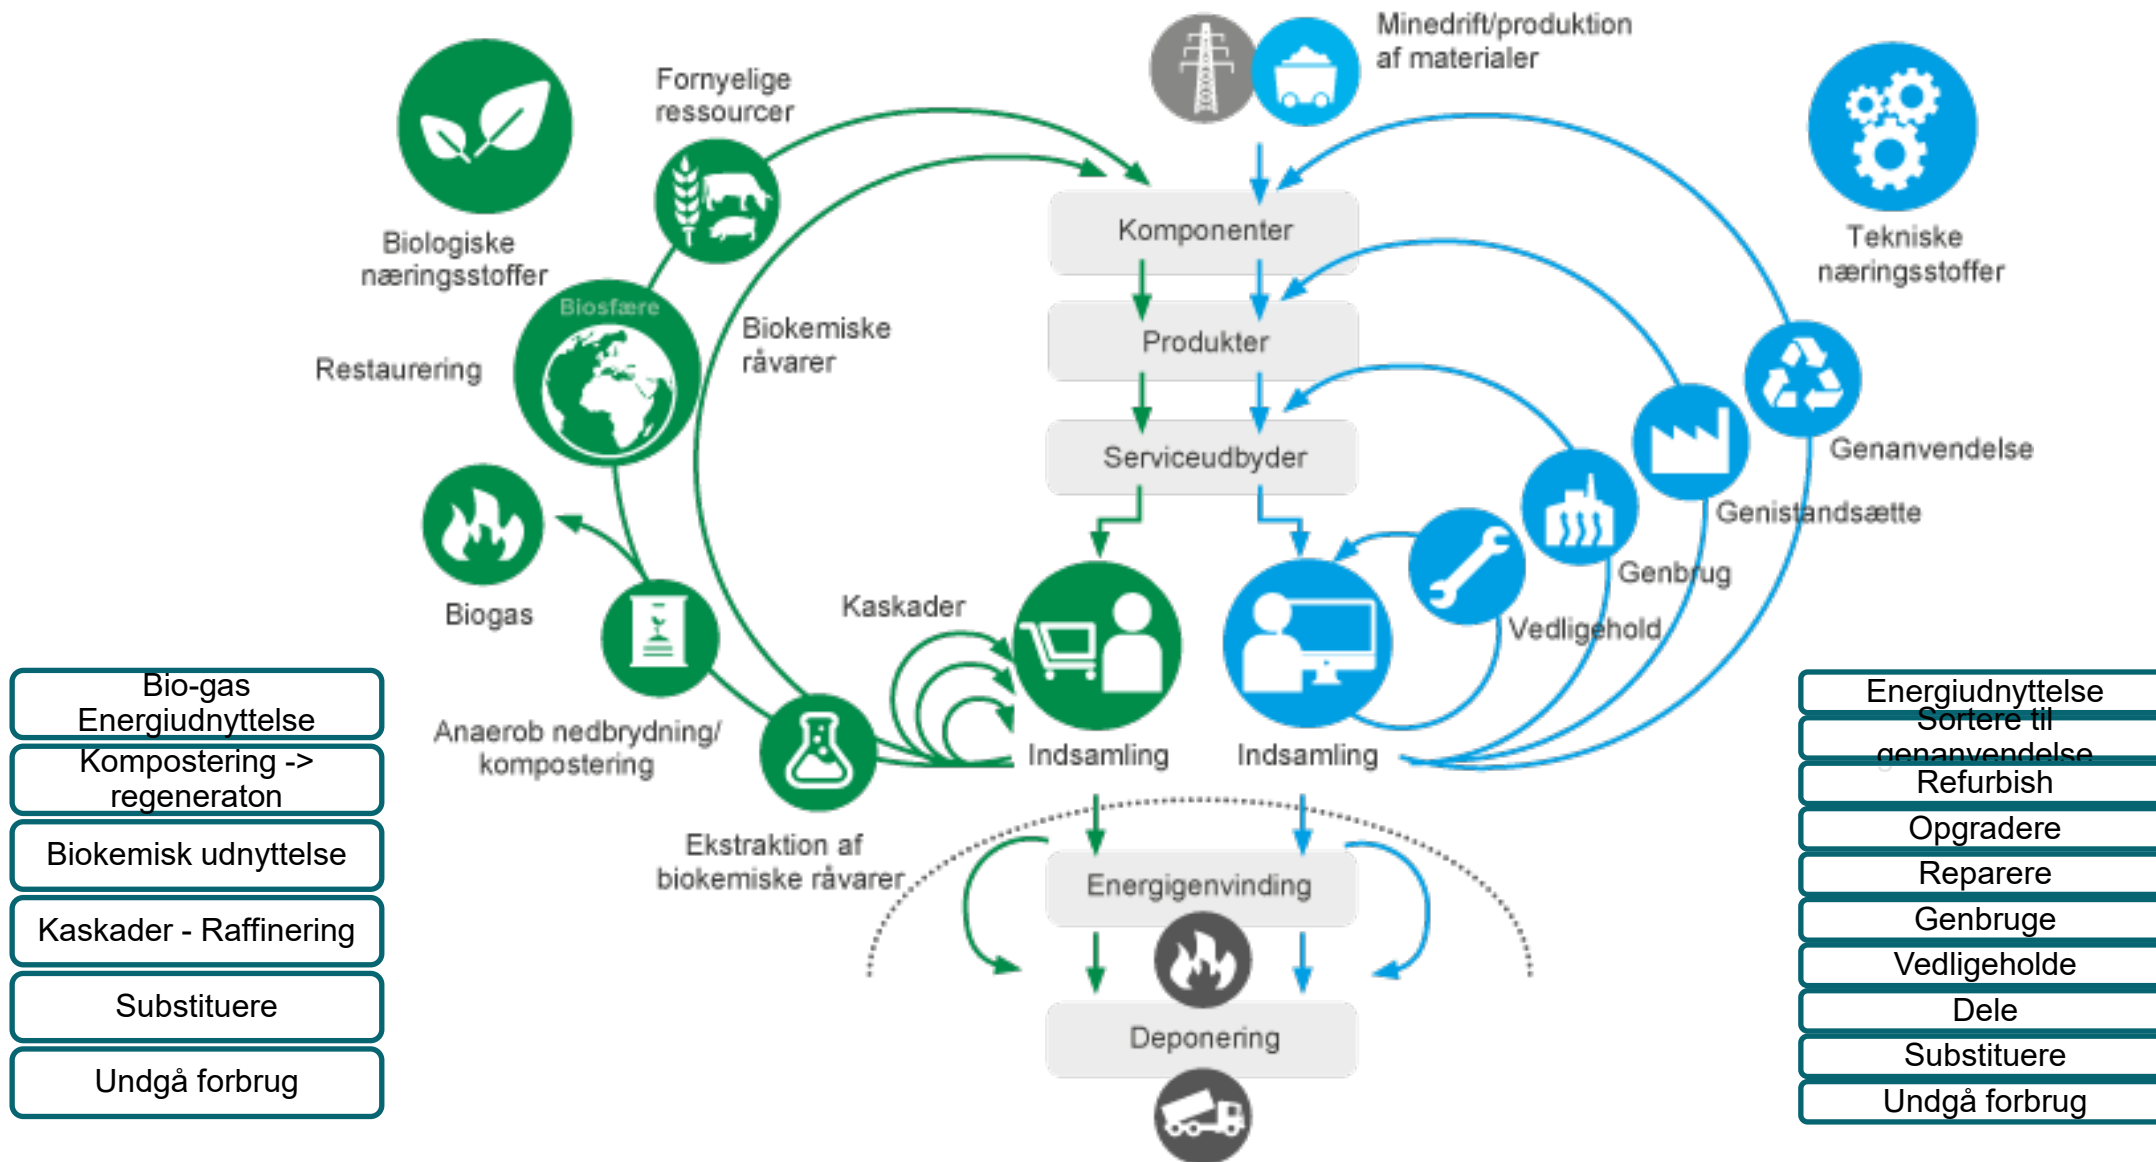 Minedrift/produktion
af materialer
Fornyelige
ressourcer
Biologiske
næringsstoffer
Tekniske
næringsstoffer
Komponenter
Biosfære
Biokemiske
råvarer
Restaurering
Produkter
Serviceudbyder
Genanvendelse
Genistandsætte
Genbrug
Vedligehold
Kaskader
Biogas
Anaerob nedbrydning/
kompostering
Indsamling
Indsamling
Ekstraktion af
biokemiske råvarer
Energigenvinding
Deponering
Bio-gas
Energiudnyttelse
Kompostering ->
regeneraton
Biokemisk udnyttelse
Kaskader - Raffinering
Substituere
Undgå forbrug
Energiudnyttelse
Sortere til
genanvendelse
Refurbish
Opgradere
Reparere
Genbruge
Vedligeholde
Dele
Substituere
Undgå forbrug